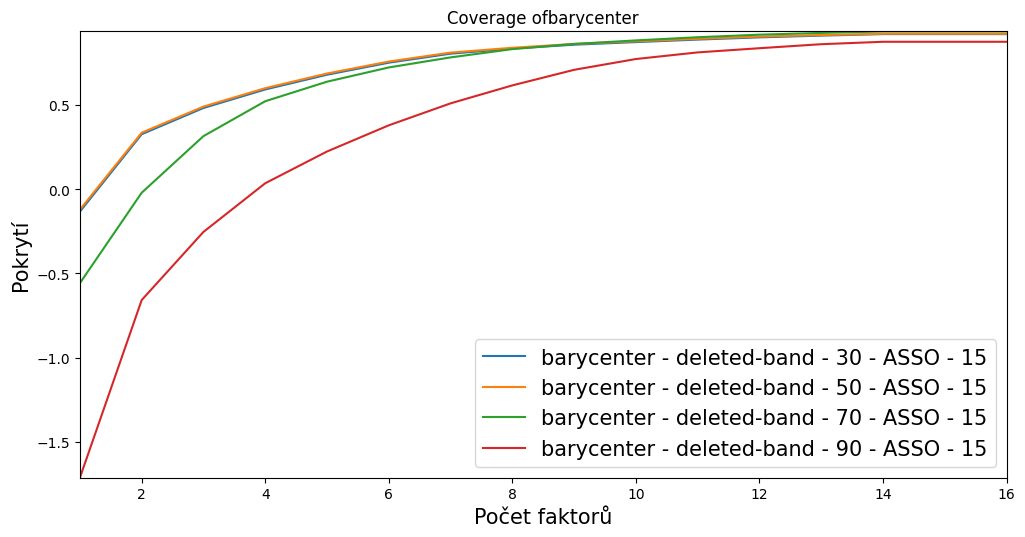 Coverage ofbarycenter
Pokrytí
0.5
0.0
−0.5
−1.0
−1.5
barycenter - deleted-band - 30 - ASSO - 15
barycenter - deleted-band - 50 - ASSO - 15
barycenter - deleted-band - 70 - ASSO - 15
barycenter - deleted-band - 90 - ASSO - 15
2 4 6 8 10 12 14 16
Počet faktorů